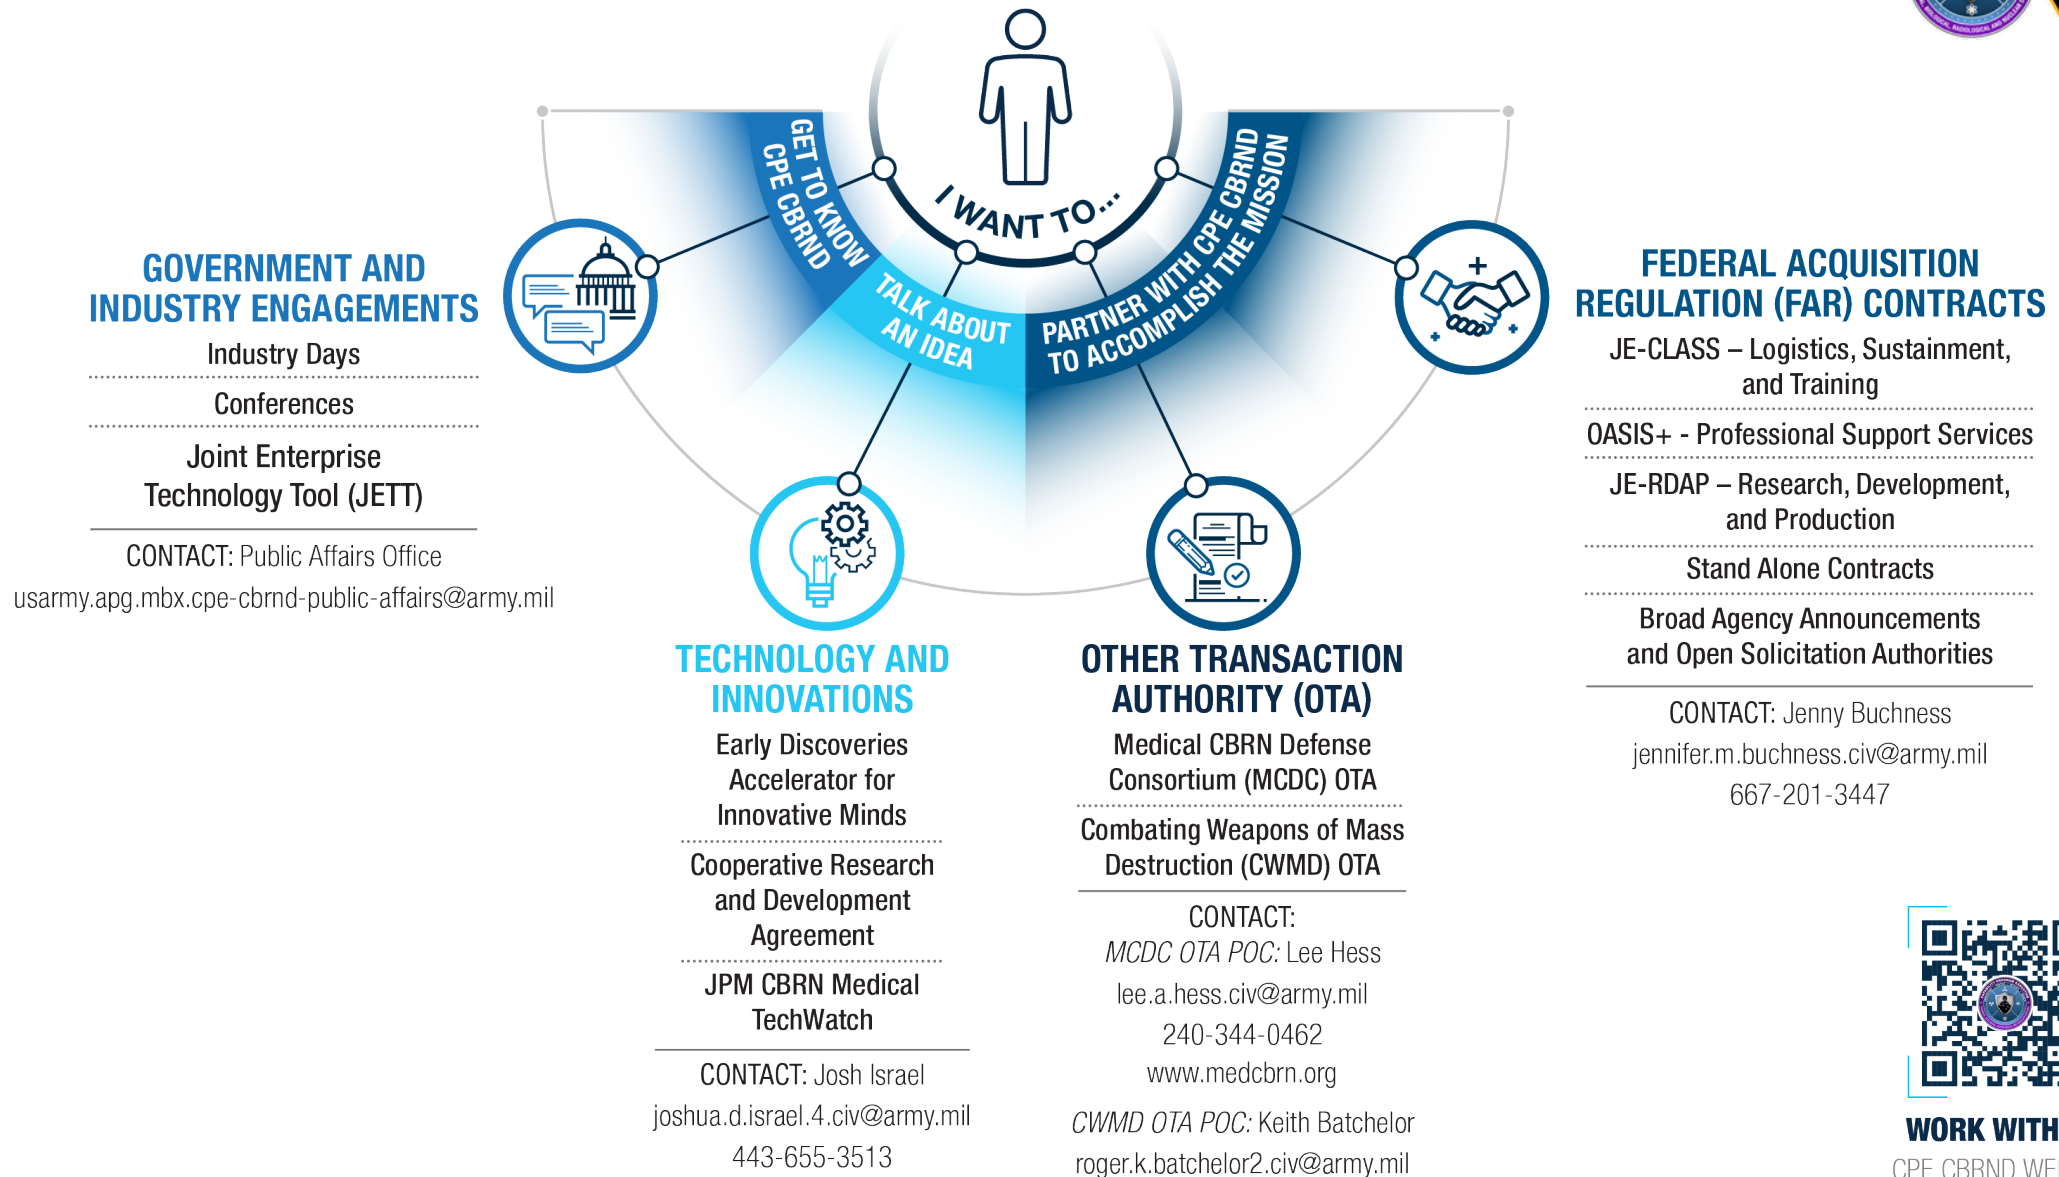 I WANT TO...
GET TO KNOW
CPE CBRND
TALK ABOUT
AN IDEA
PARTNER WITH CPE CBRND
TO ACCOMPLISH THE MISSION
GOVERNMENT AND
INDUSTRY ENGAGEMENTS
Industry Days
Conferences
Joint Enterprise
Technology Tool (JETT)
CONTACT: Public Affairs Office
usarmy.apg.mbx.cpe-cbrnd-public-affairs@army.mil
TECHNOLOGY AND
INNOVATIONS
Early Discoveries
Accelerator for
Innovative Minds
Cooperative Research
and Development
Agreement
JPM CBRN Medical
TechWatch
CONTACT: Josh Israel
joshua.d.israel.4.civ@army.mil
443-655-3513
OTHER TRANSACTION
AUTHORITY (OTA)
Medical CBRN Defense
Consortium (MCDC) OTA
Combating Weapons of Mass
Destruction (CWMD) OTA
CONTACT:
MCDC OTA POC: Lee Hess
lee.a.hess.civ@army.mil
240-344-0462
www.medcbrn.org
CWMD OTA POC: Keith Batchelor
roger.k.batchelor2.civ@army.mil
FEDERAL ACQUISITION
REGULATION (FAR) CONTRACTS
JE-CLASS – Logistics, Sustainment,
and Training
OASIS+ - Professional Support Services
JE-RDAP – Research, Development,
and Production
Stand Alone Contracts
Broad Agency Announcements
and Open Solicitation Authorities
CONTACT: Jenny Buchness
jennifer.m.buchness.civ@army.mil
667-201-3447
WORK WITH
CPE CBRND